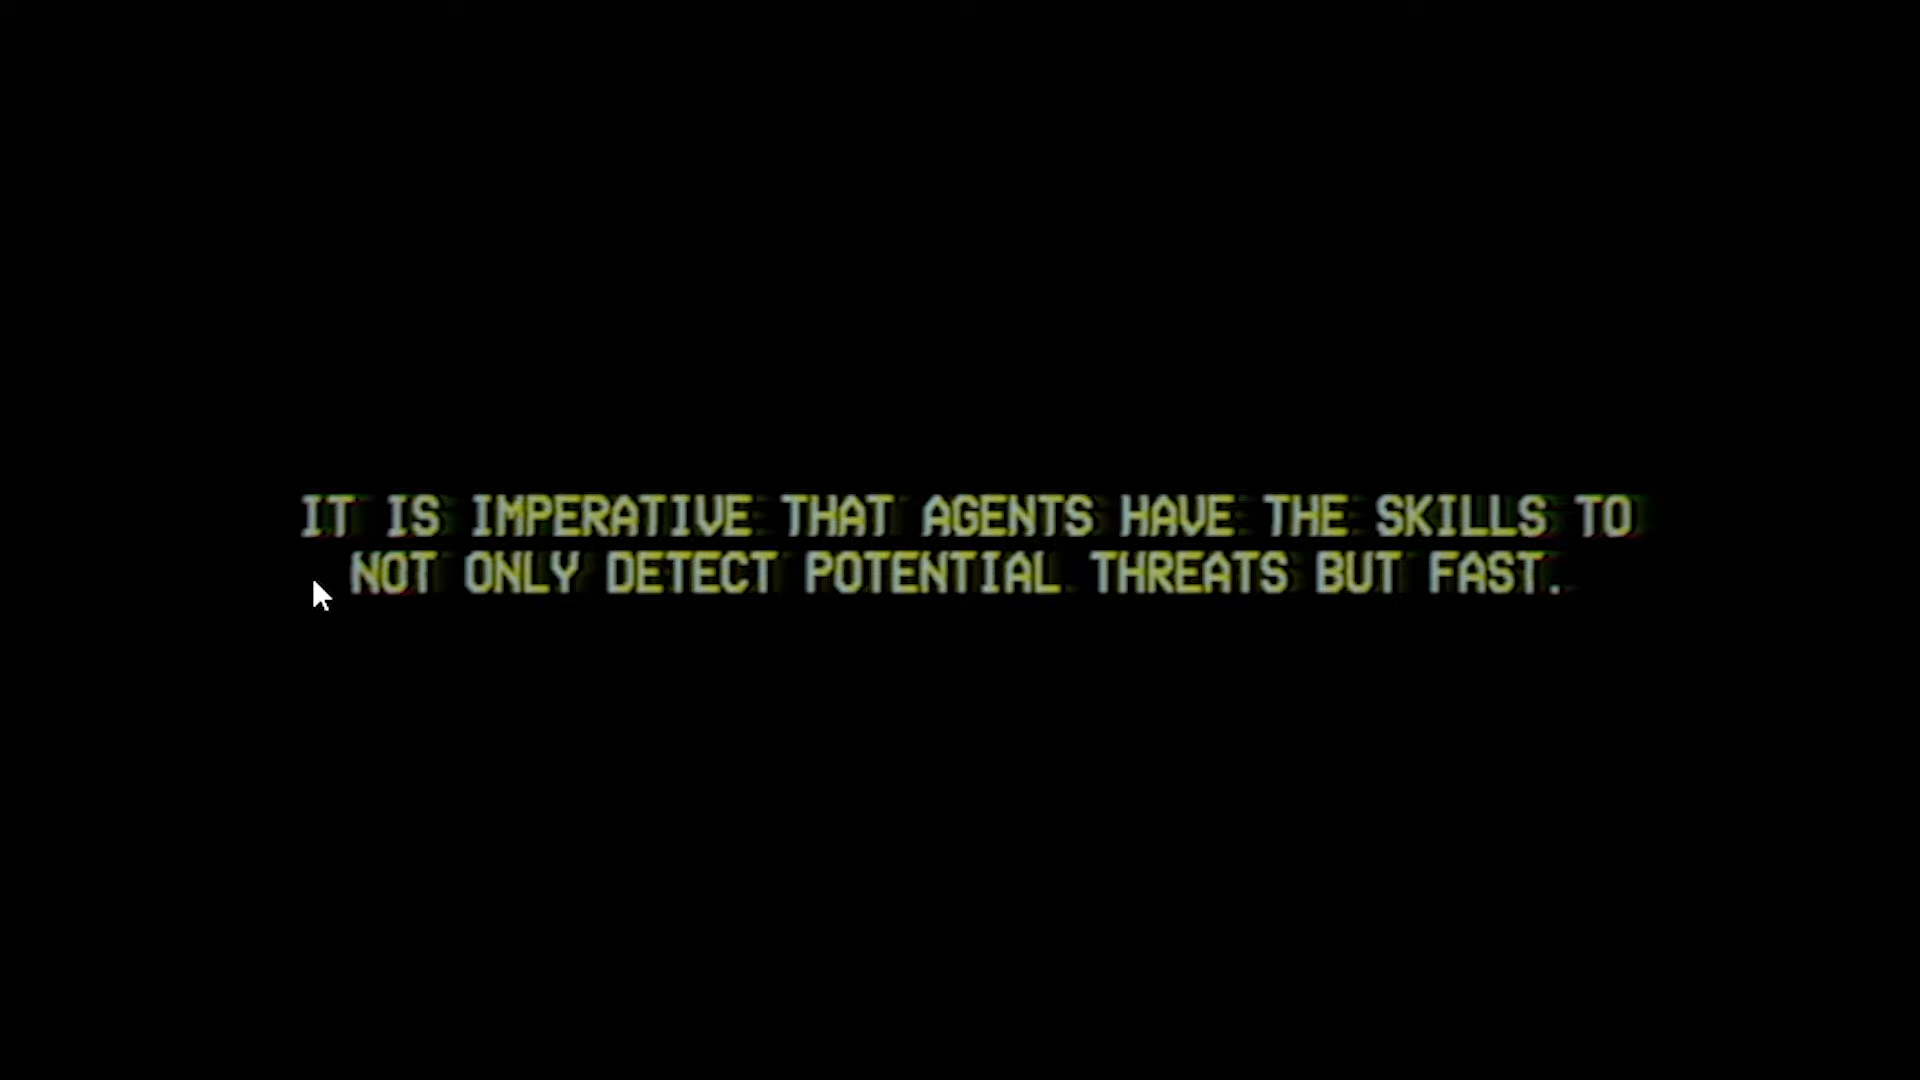 IT IS IMPERATIVE THAT AGENTS HAVE THE SKILLS TO
NOT ONLY DETECT POTENTIAL THREATS BUT FAST.